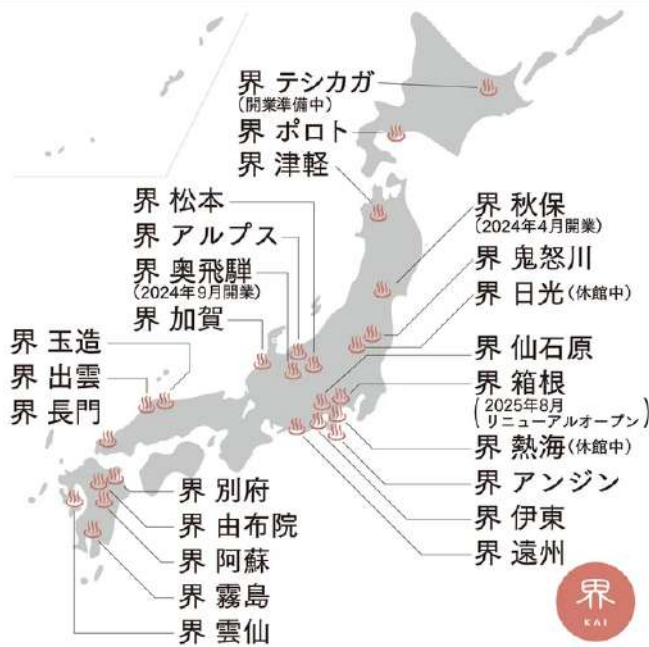 界 テシカガ
(開業準備中)
界 ポロト
界 津軽
界 松本
界 アルプス
界 奥飛騨
(2024年9月開業)
界 加賀
界 玉造
界 出雲
界 長門
界 秋保
(2024年4月開業)
界 鬼怒川
界 日光(休館中)
界 仙石原
界 箱根
(2025年8月
リニューアルオープン)
界 熱海(休館中)
界 アンジン
界 伊東
界 遠州
界 別府
界 由布院
界 阿蘇
界 霧島
界 雲仙
界
KAI